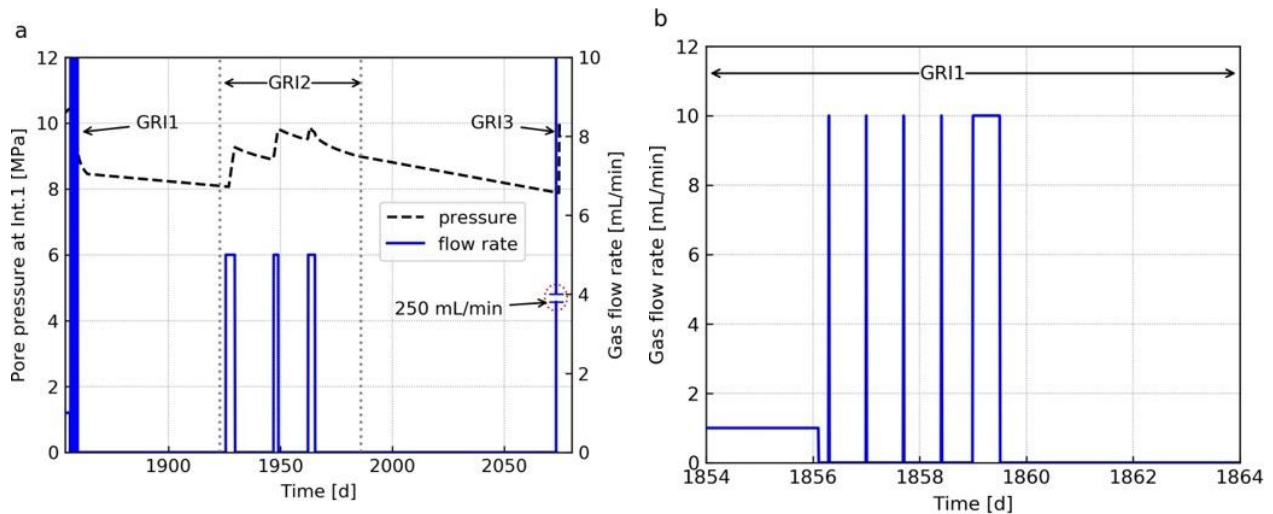 a
12
10
8
6
4
2
0
Pore pressure at Int.1 [MPa]
GRI1
GRI2
GRI3
pressure
flow rate
250 mL/min
10
8
6
4
2
0
Gas flow rate [mL/min]
1900
1950
2000
2050
Time [d]
b
12
10
8
6
4
2
0
Gas flow rate [mL/min]
GRI1
1854
1856
1858
1860
1862
1864
Time [d]